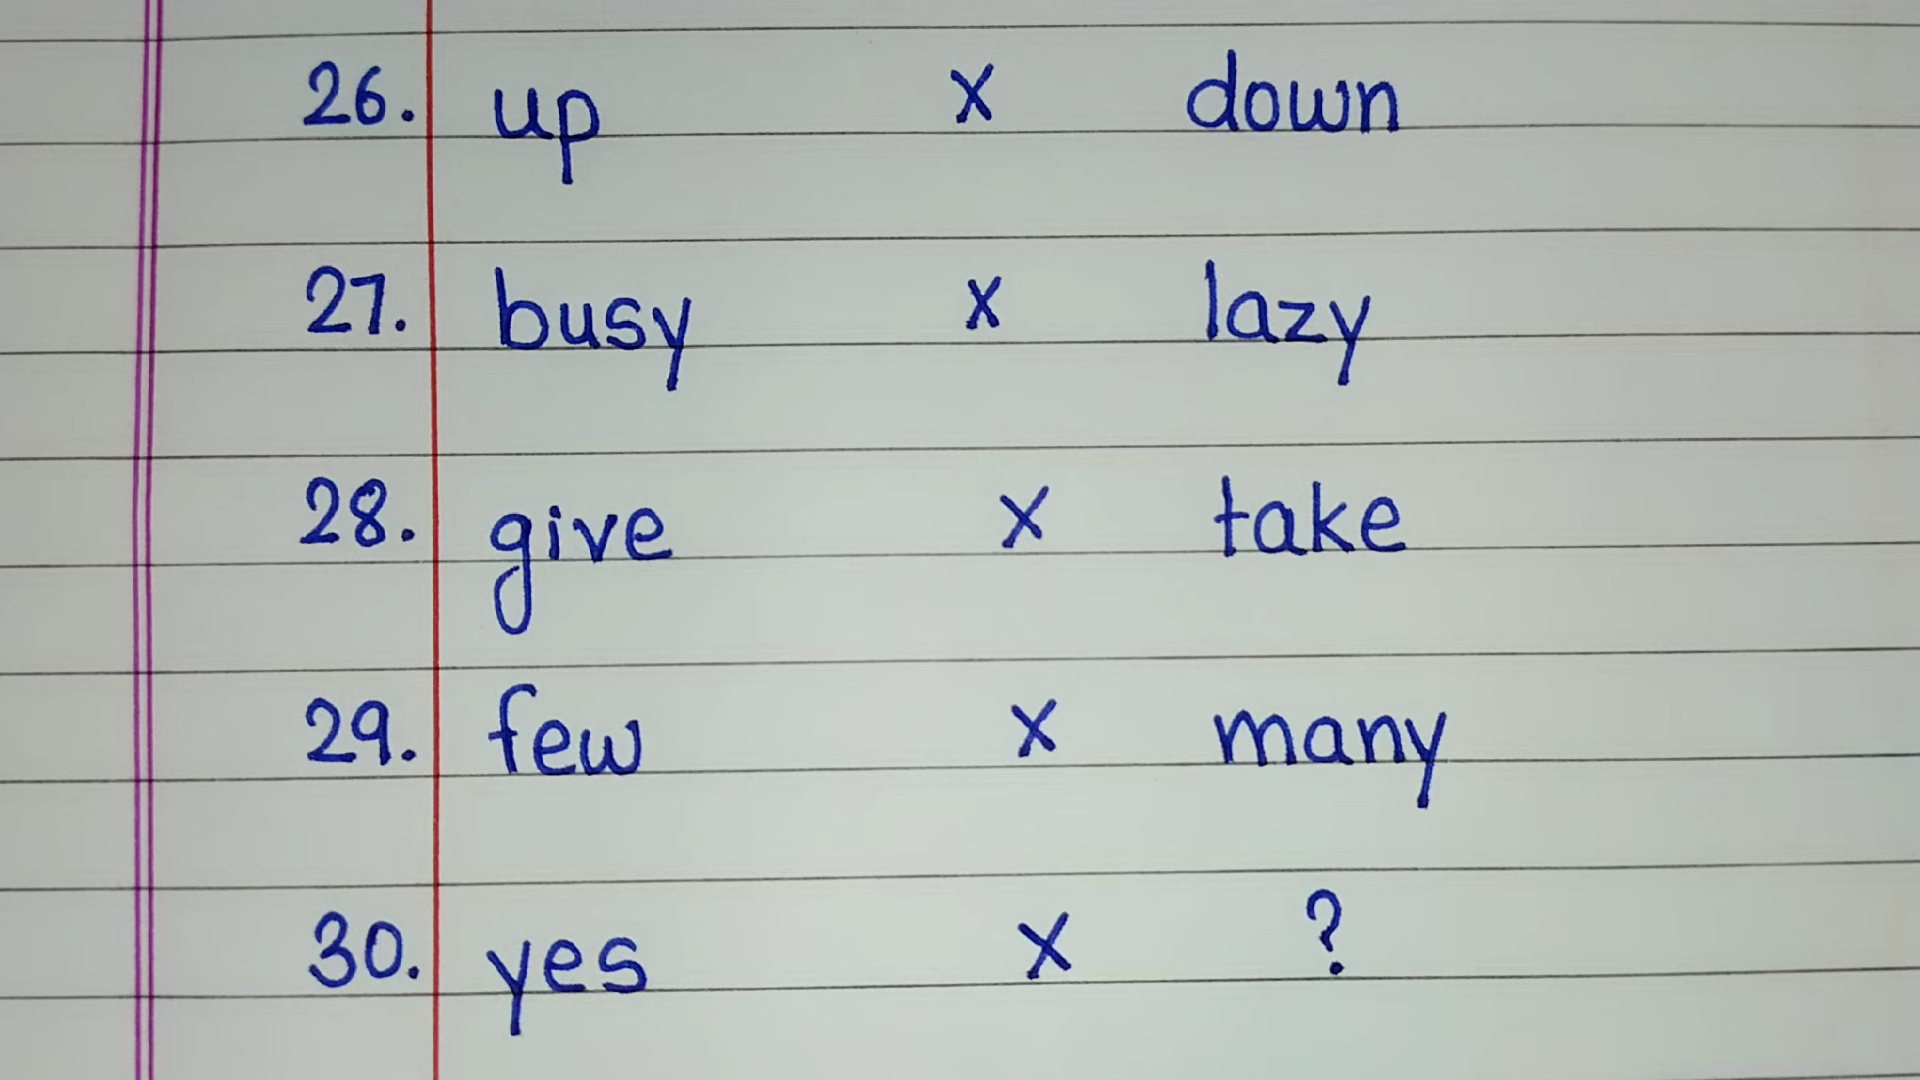 26. up x down
27. busy x lazy
28. give x take
29. few x many
30. yes x ?